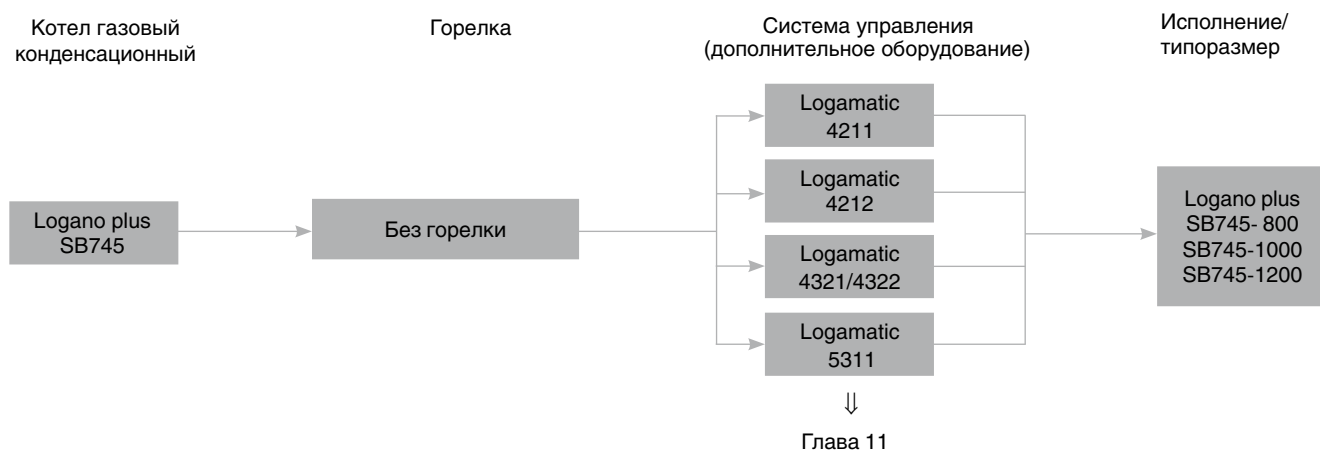 Котел газовый
конденсационный
Горелка
Система управления
(дополнительное оборудование)
Исполнение/
типоразмер
Logano plus
SB745
Без горелки
Logamatic
4211
Logamatic
4212
Logamatic
4321/4322
Logamatic
5311
Logano plus
SB745- 800
SB745-1000
SB745-1200
⇓
Глава 11